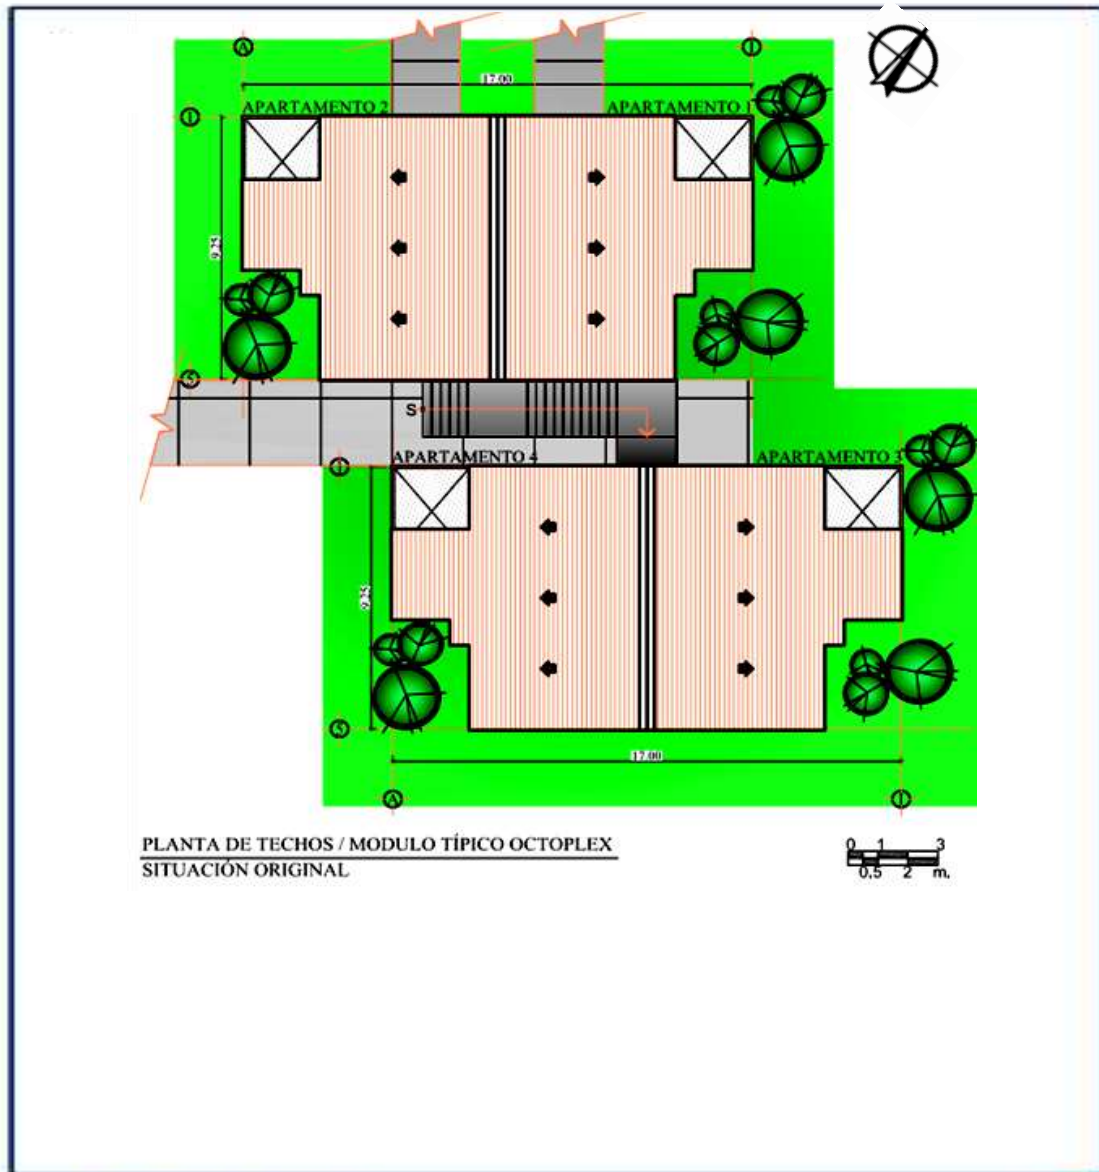 A
I
17.00
APARTAMENTO 2
APARTAMENTO 1
1
9.25
5
S
APARTAMENTO 4
APARTAMENTO 3
1
9.25
5
17.00
A
I
PLANTA DE TECHOS / MODULO TÍPICO OCTOPLEX
SITUACIÓN ORIGINAL
0 1 3
0.5 2 m.